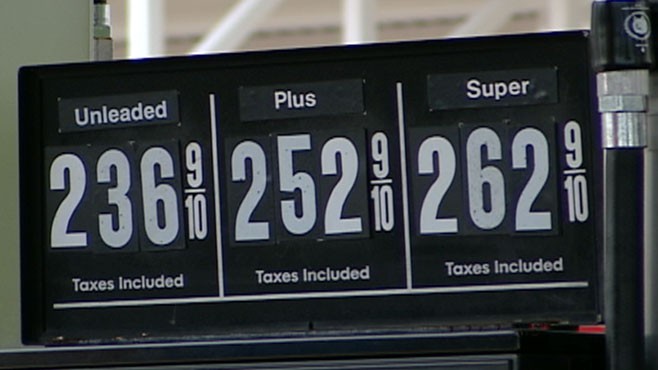 Unleaded
236 9/10
Taxes Included
Plus
252 9/10
Taxes Included
Super
262 9/10
Taxes Included